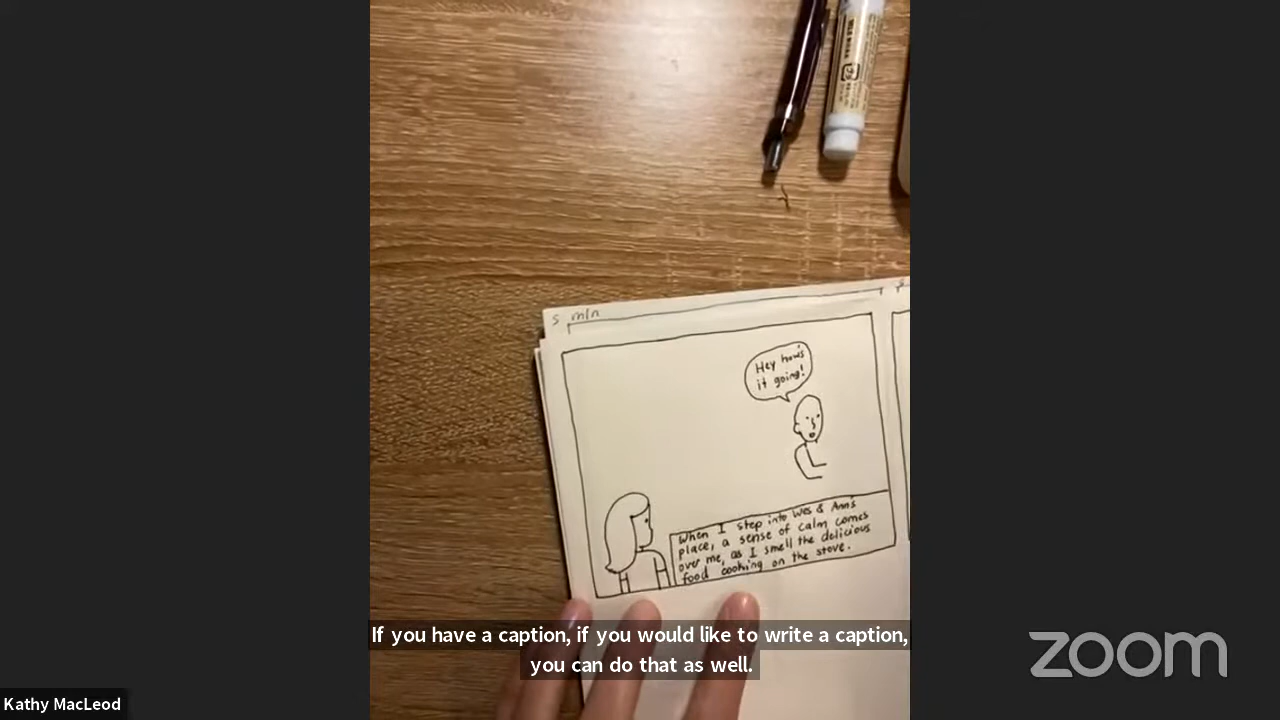 5 min
Hey how's
it going!
When I step into Wes & Ann's
place, a sense of calm comes
over me, as I smell the delicious
food cooking on the stove.
If you have a caption, if you would like to write a caption,
you can do that as well.
Kathy MacLeod
zoom